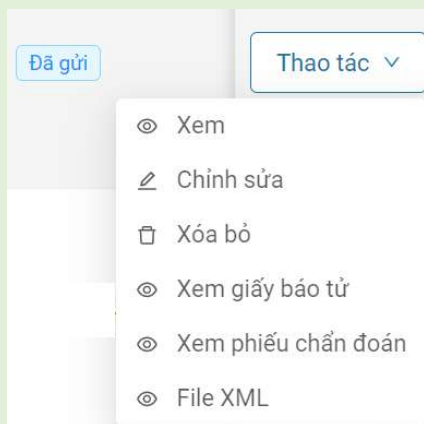 Đã gửi
Thao tác
Xem
Chỉnh sửa
Xóa bỏ
Xem giấy báo tử
Xem phiếu chẩn đoán
File XML